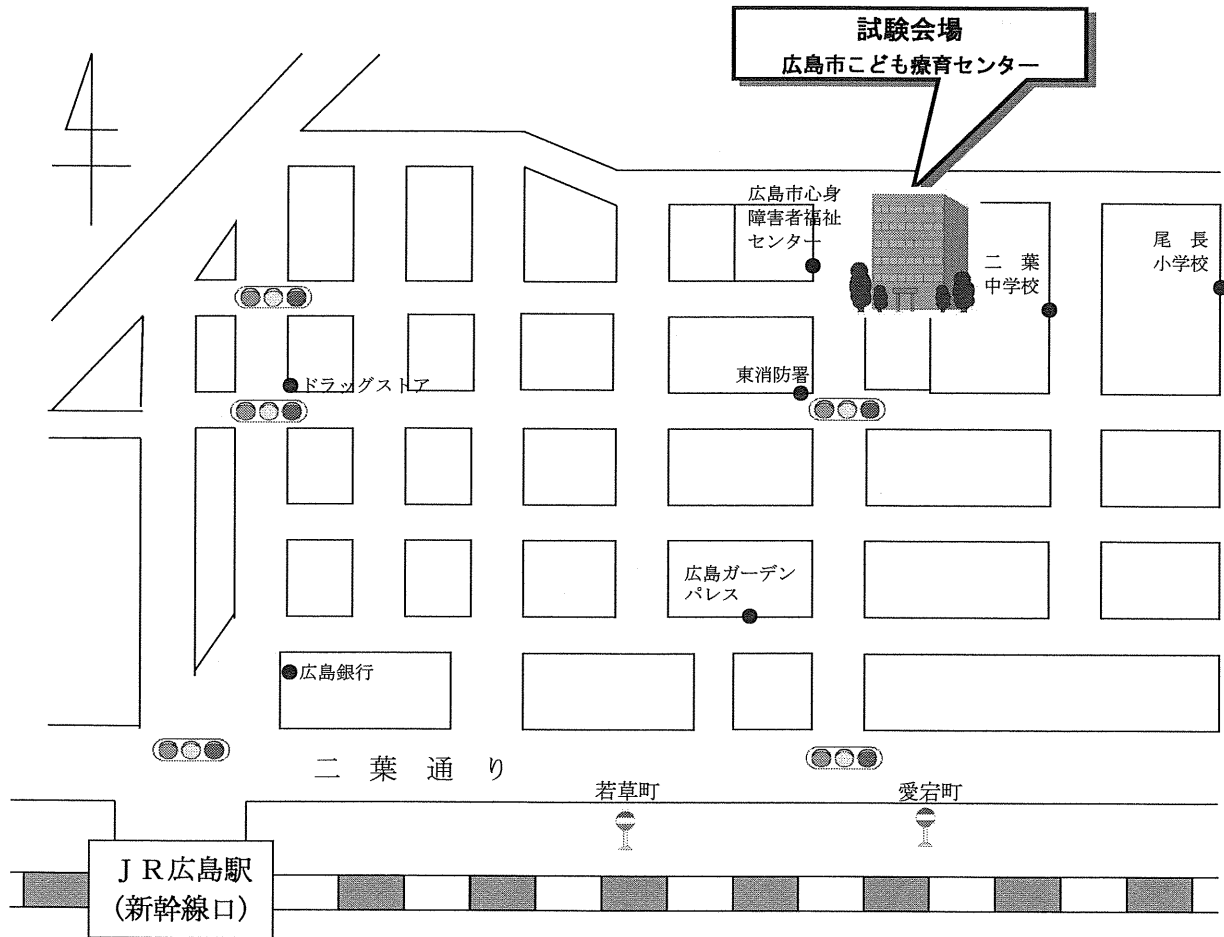 試験会場
広島市こども療育センター
広島市心身
障害者福祉
センター
二 葉
中学校
尾 長
小学校
ドラッグストア
東消防署
広島ガーデン
パレス
広島銀行
二 葉 通 り
若草町
愛宕町
JR広島駅
(新幹線口)